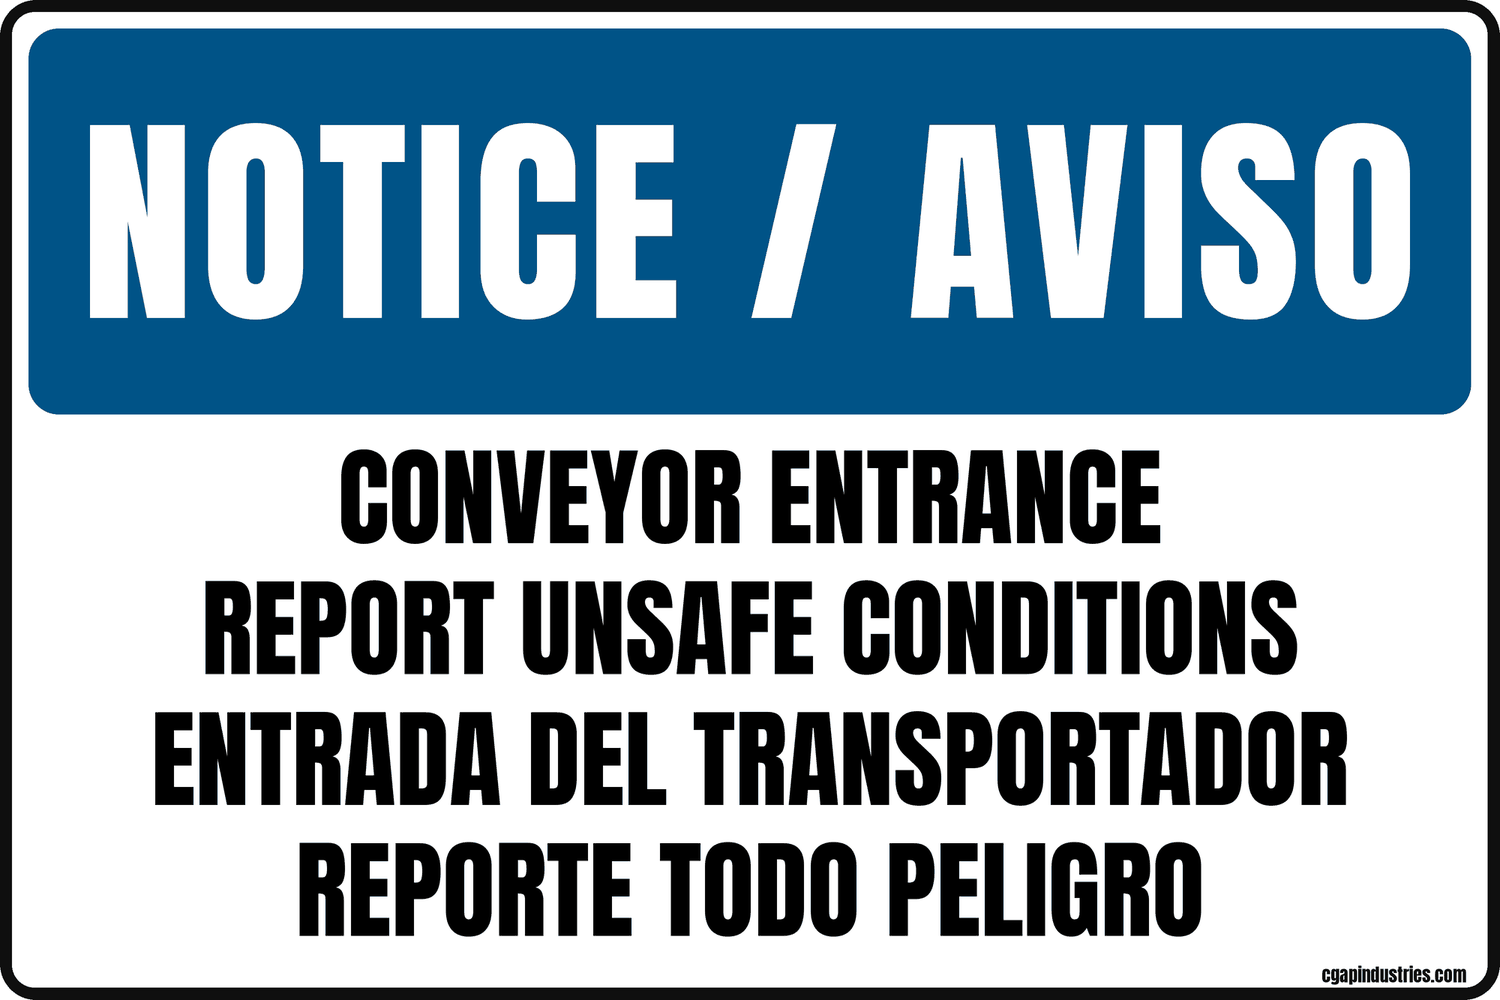 NOTICE / AVISO
CONVEYOR ENTRANCE
REPORT UNSAFE CONDITIONS
ENTRADA DEL TRANSPORTADOR
REPORTE TODO PELIGRO
cgapindustries.com